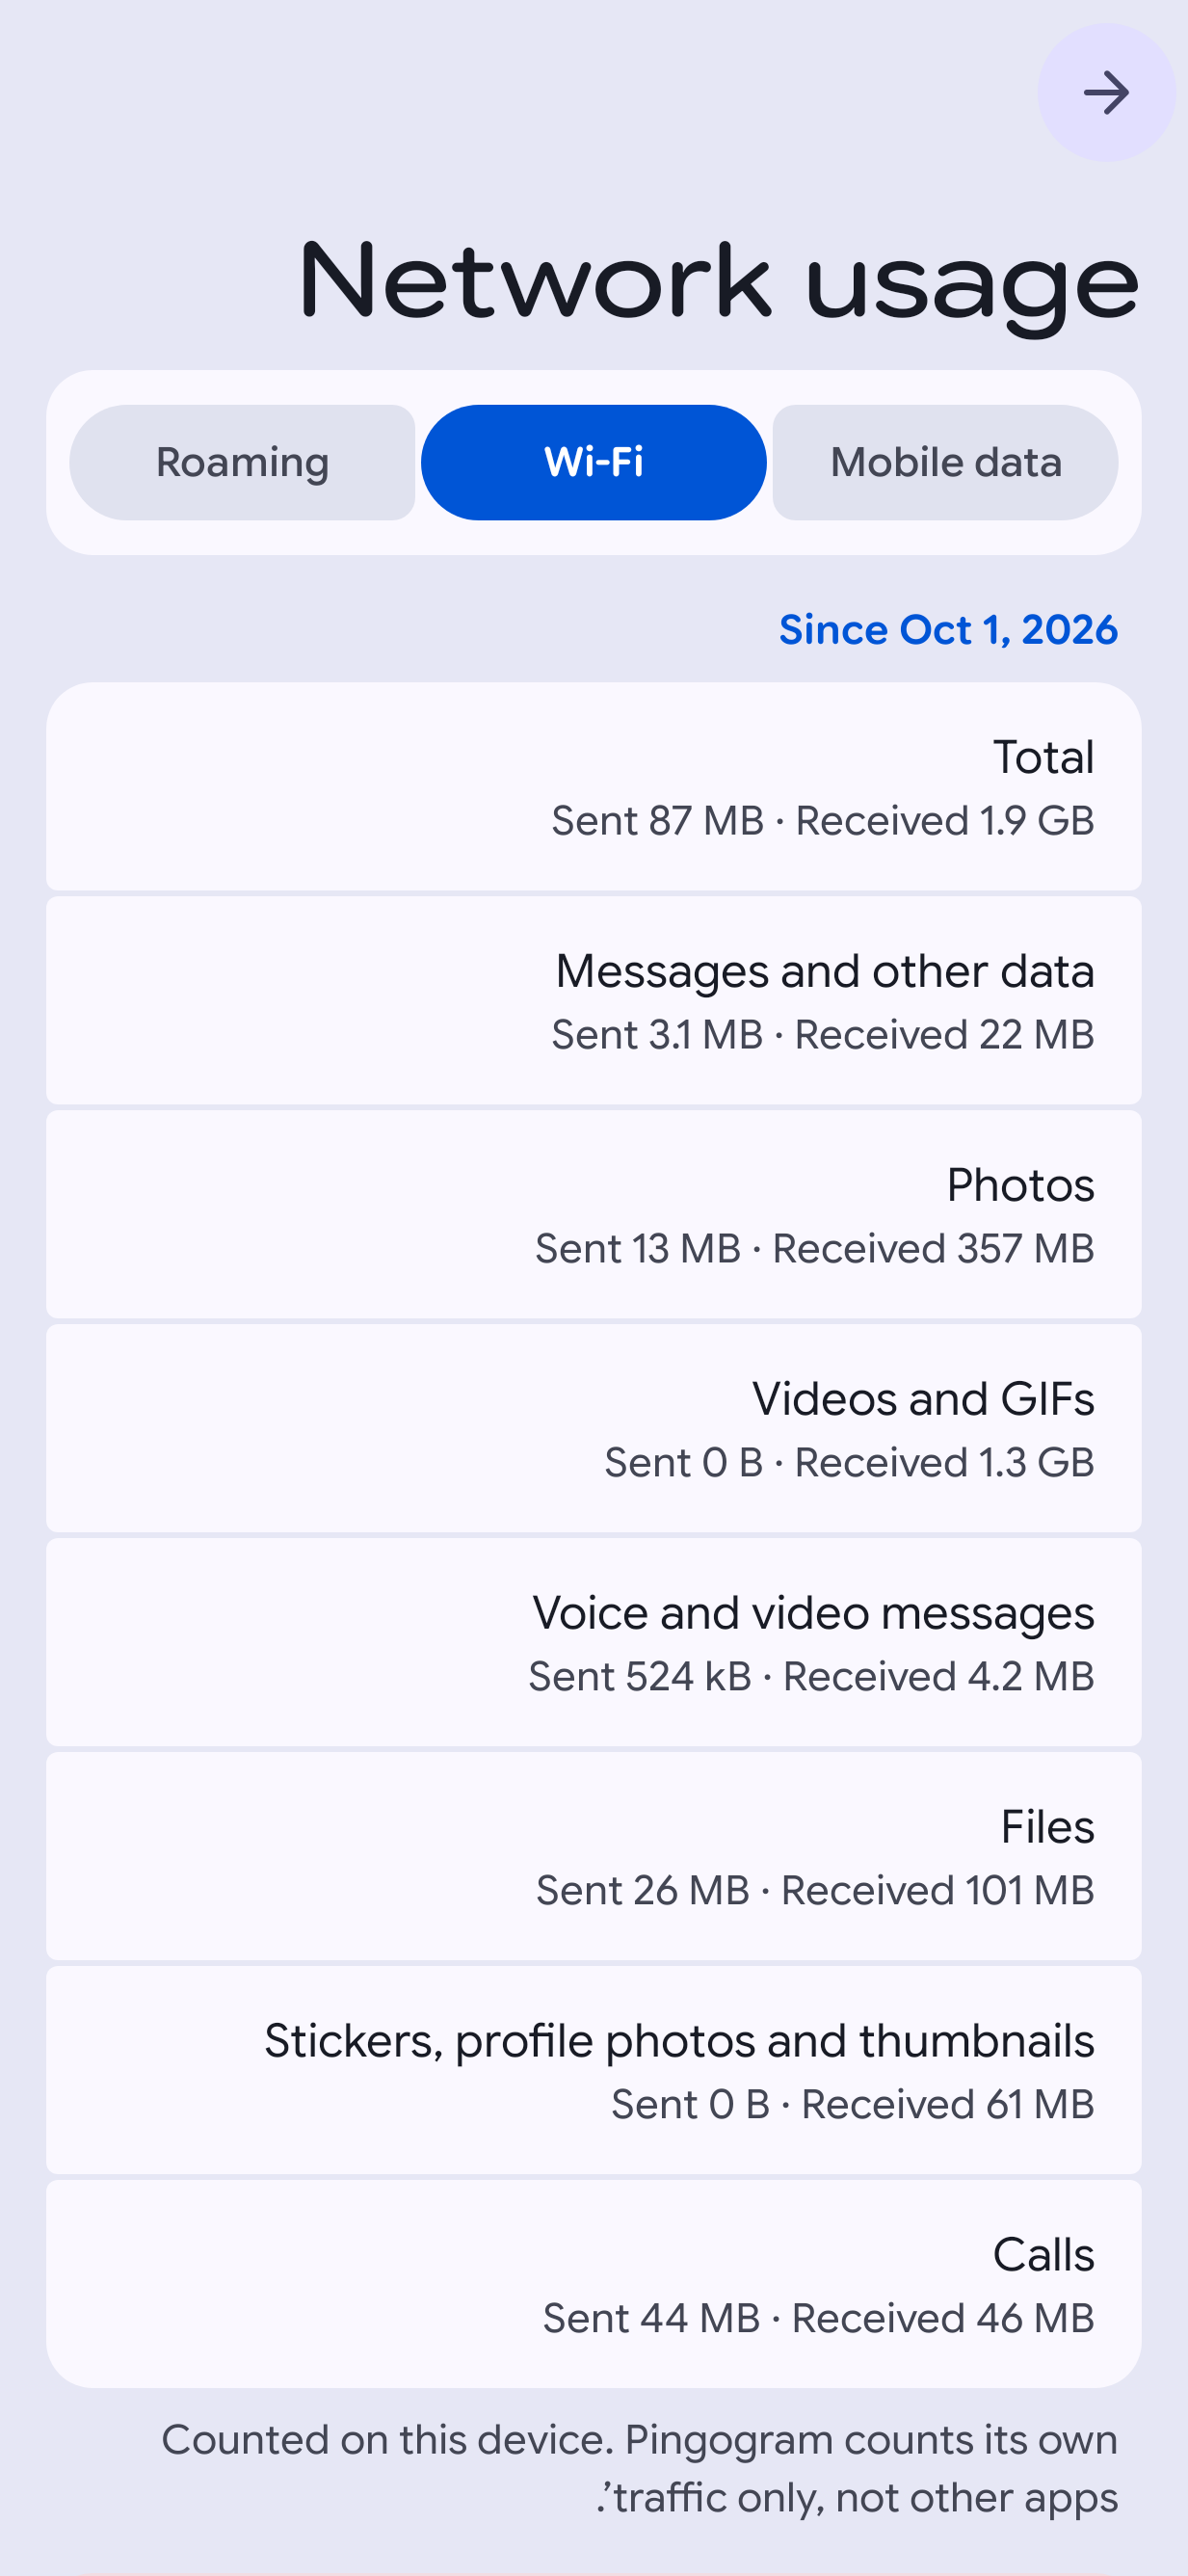 Network usage
Mobile data
Wi-Fi
Roaming
Since Oct 1, 2026
Total
Sent 87 MB · Received 1.9 GB
Messages and other data
Sent 3.1 MB · Received 22 MB
Photos
Sent 13 MB · Received 357 MB
Videos and GIFs
Sent 0 B · Received 1.3 GB
Voice and video messages
Sent 524 kB · Received 4.2 MB
Files
Sent 26 MB · Received 101 MB
Stickers, profile photos and thumbnails
Sent 0 B · Received 61 MB
Calls
Sent 44 MB · Received 46 MB
Counted on this device. Pingogram counts its own
traffic only, not other apps’.